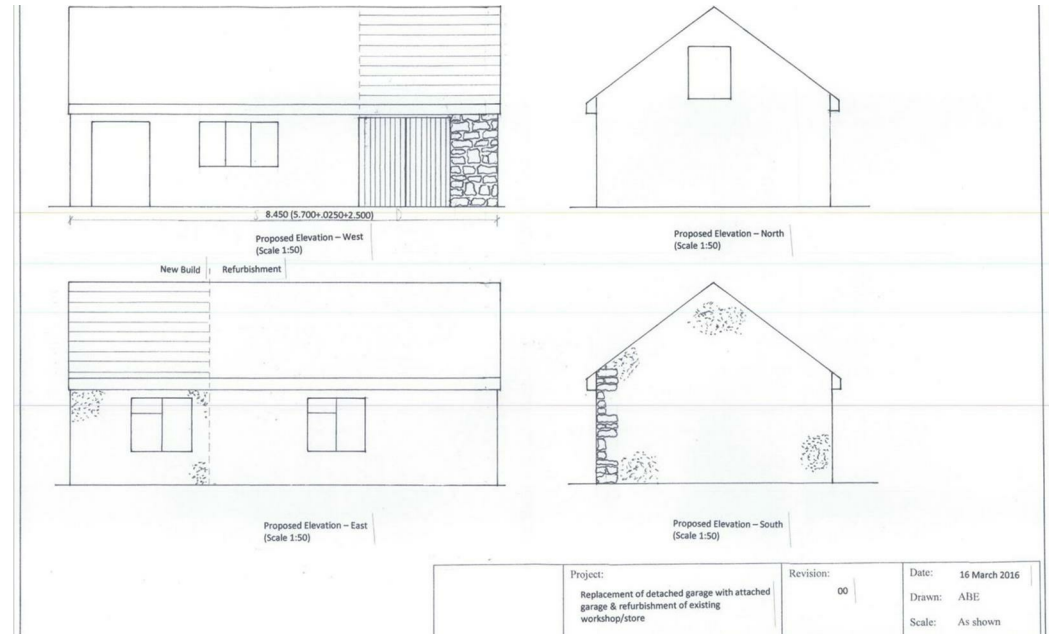 8.450 (5.700+.0250+2.500)
Proposed Elevation – West
(Scale 1:50)
Proposed Elevation – North
(Scale 1:50)
New Build Refurbishment
Proposed Elevation – East
(Scale 1:50)
Proposed Elevation – South
(Scale 1:50)
Project:
Replacement of detached garage with attached
garage & refurbishment of existing
workshop/store
Revision:
00
Date: 16 March 2016
Drawn: ABE
Scale: As shown